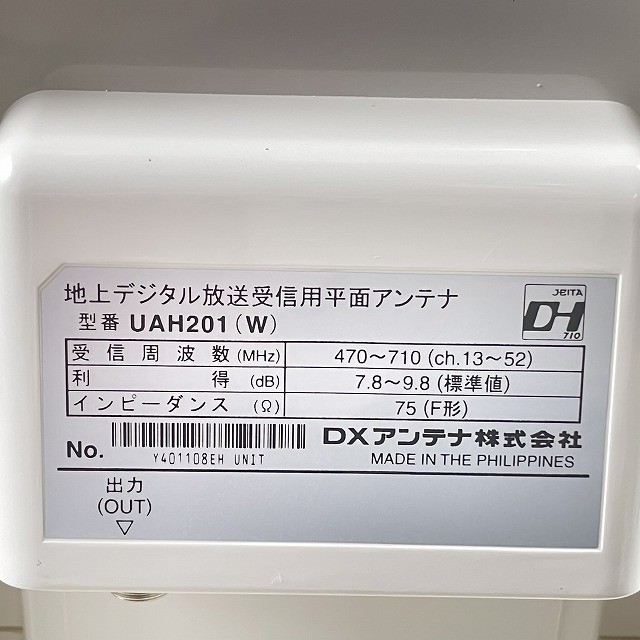 地上デジタル放送受信用平面アンテナ
型番 UAH201(W)
JEITA
DH
710
受信周波数(MHz) 470～710(ch.13～52)
利得(dB) 7.8～9.8(標準値)
インピーダンス(Ω) 75(F形)
No. Y401108EH UNIT
DXアンテナ株式会社
MADE IN THE PHILIPPINES
出力
(OUT)